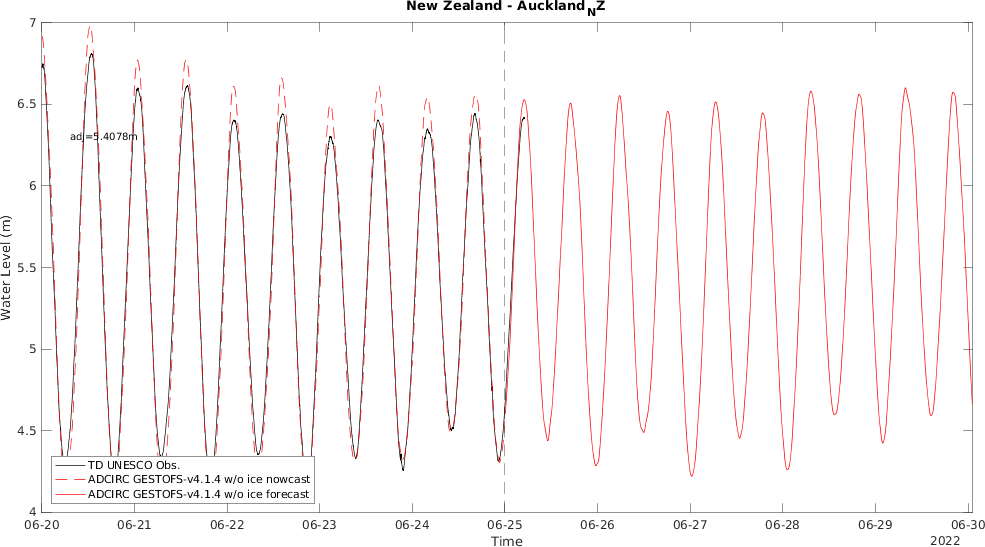 New Zealand - Auckland_NZ
7
6.5
6
5.5
5
4.5
4
Water Level (m)
adj=5.4078m
TD UNESCO Obs.
ADCIRC GESTOFS-v4.1.4 w/o ice nowcast
ADCIRC GESTOFS-v4.1.4 w/o ice forecast
06-20 06-21 06-22 06-23 06-24 06-25 06-26 06-27 06-28 06-29 06-30
Time
2022